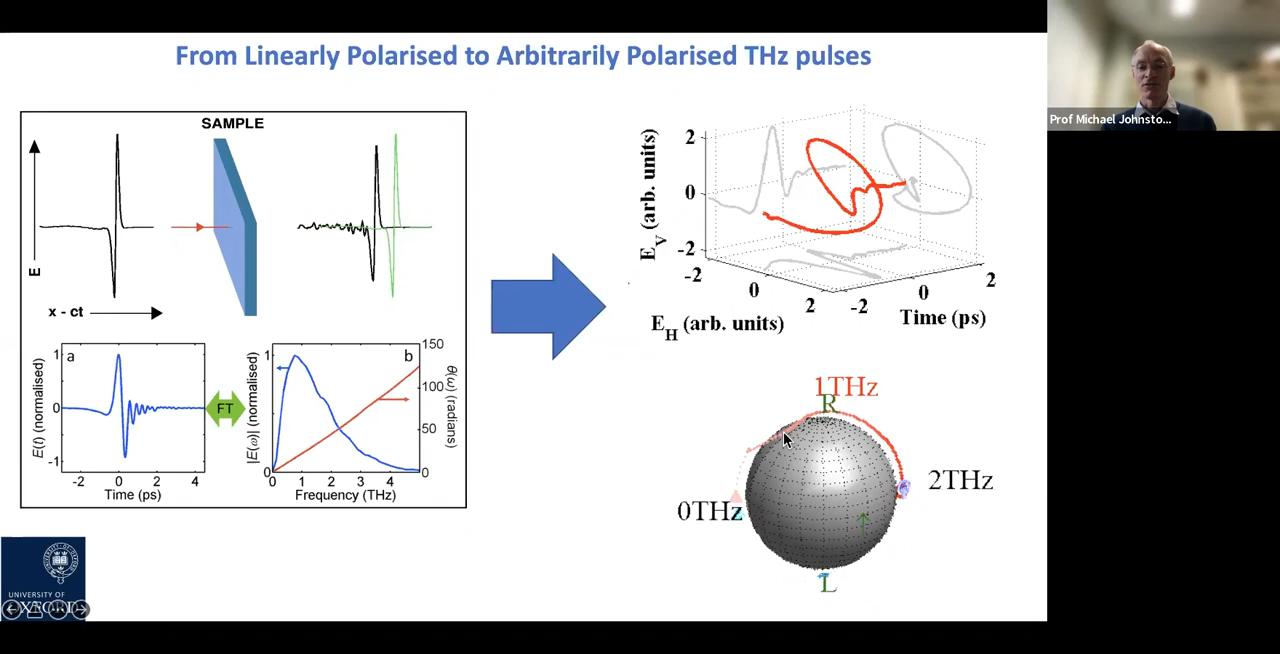 From Linearly Polarised to Arbitrarily Polarised THz pulses
Prof Michael Johnsto...
SAMPLE
E
x - ct
a
E(t) (normalised)
1
0
-1
-2 0 2 4
Time (ps)
FT
b
|E(ω)| (normalised)
1
0
0 1 2 3 4
Frequency (THz)
150
100
50
0
θ(ω) (radians)
E_V (arb. units)
2
0
-2
-2
0
2
E_H (arb. units)
-2
0
2
Time (ps)
1THz
R
2THz
0THz
L
UNIVERSITY OF
OXFORD